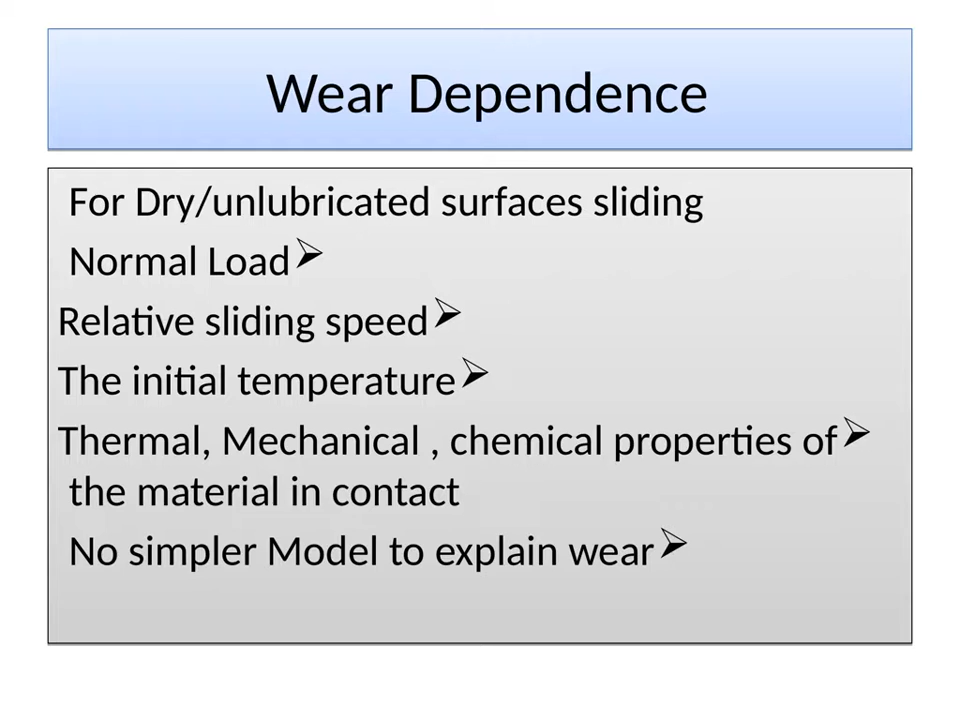 Wear Dependence
For Dry/unlubricated surfaces sliding
Normal Load➢
Relative sliding speed➢
The initial temperature➢
Thermal, Mechanical , chemical properties of➢
the material in contact
No simpler Model to explain wear➢